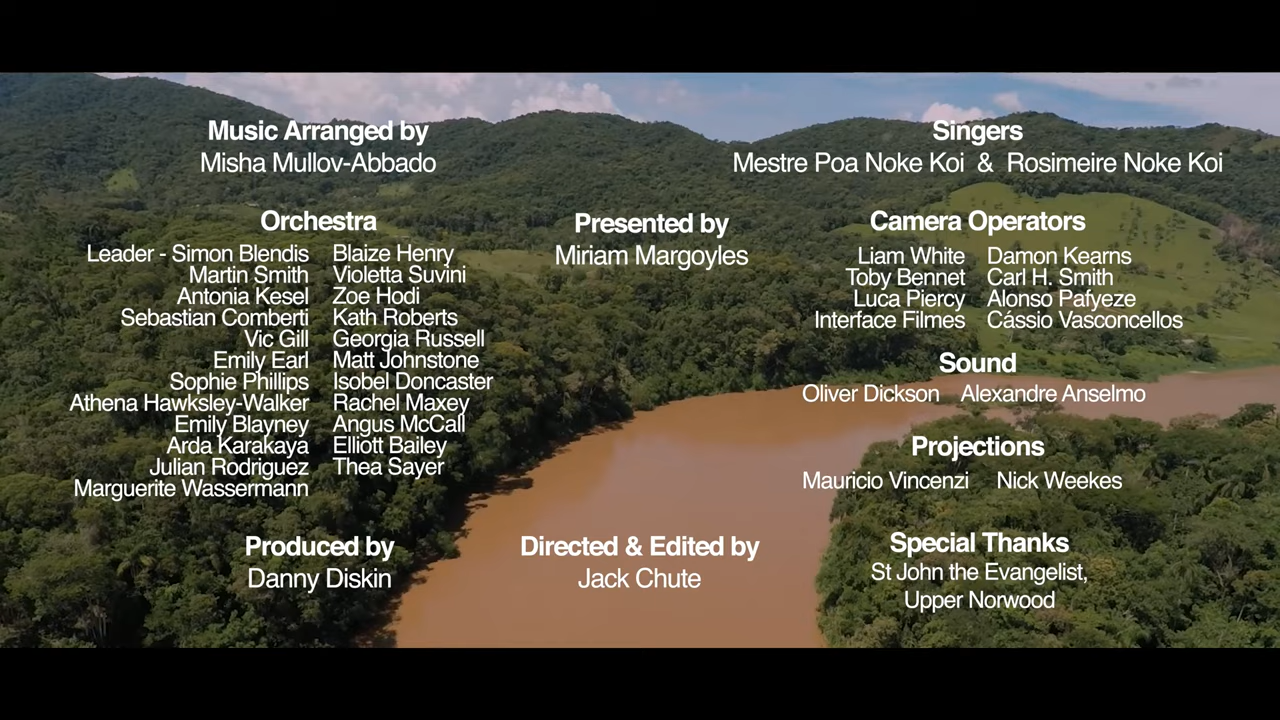 Music Arranged by
Misha Mullov-Abbado
Orchestra
Leader - Simon Blendis Blaize Henry
Martin Smith Violetta Suvini
Antonia Kesel Zoe Hodi
Sebastian Comberti Kath Roberts
Vic Gill Georgia Russell
Emily Earl Matt Johnstone
Sophie Phillips Isobel Doncaster
Athena Hawksley-Walker Rachel Maxey
Emily Blayney Angus McCall
Arda Karakaya Elliott Bailey
Julian Rodriguez Thea Sayer
Marguerite Wassermann
Produced by
Danny Diskin
Presented by
Miriam Margoyles
Directed & Edited by
Jack Chute
Singers
Mestre Poa Noke Koi & Rosimeire Noke Koi
Camera Operators
Liam White Damon Kearns
Toby Bennet Carl H. Smith
Luca Piercy Alonso Pafyeze
Interface Filmes Cássio Vasconcellos
Sound
Oliver Dickson Alexandre Anselmo
Projections
Mauricio Vincenzi Nick Weekes
Special Thanks
St John the Evangelist,
Upper Norwood